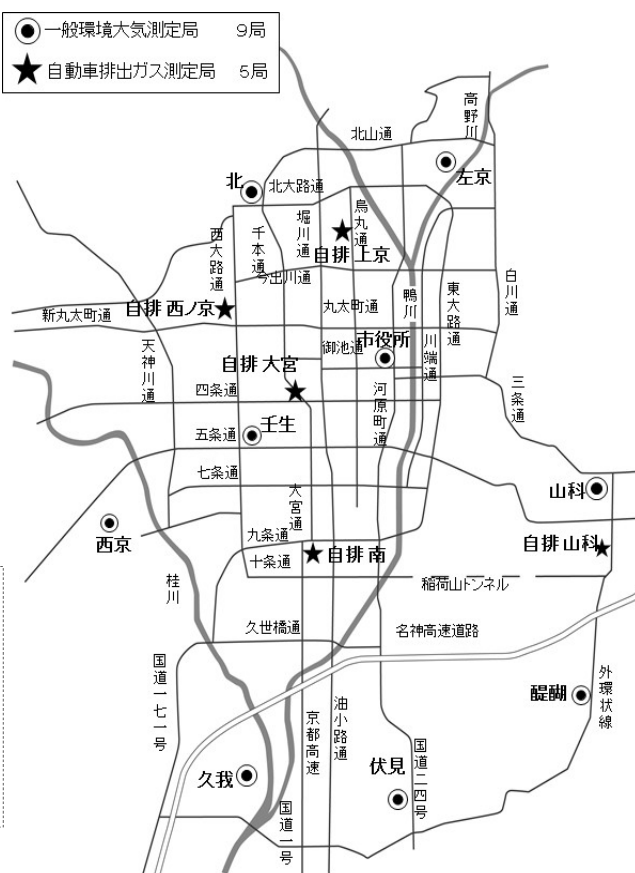 一般環境大気測定局 9局
自動車排出ガス測定局 5局
高野川
北山通
左京
北
北大路通
堀川通
烏丸通
西大路通
千本通
自排 上京
今出川通
白川通
東大路通
鴨川
自排 西ノ京
丸太町通
新丸太町通
天神川通
御池通
市役所
川端通
自排 大宮
三条通
四条通
河原町通
壬生
五条通
七条通
山科
大宮通
西京
九条通
自排 山科
自排 南
十条通
桂川
稲荷山トンネル
久世橋通
名神高速道路
国道一七一号
外環状線
醍醐
油小路通
京都高速
国道二四号
伏見
久我
国道一号